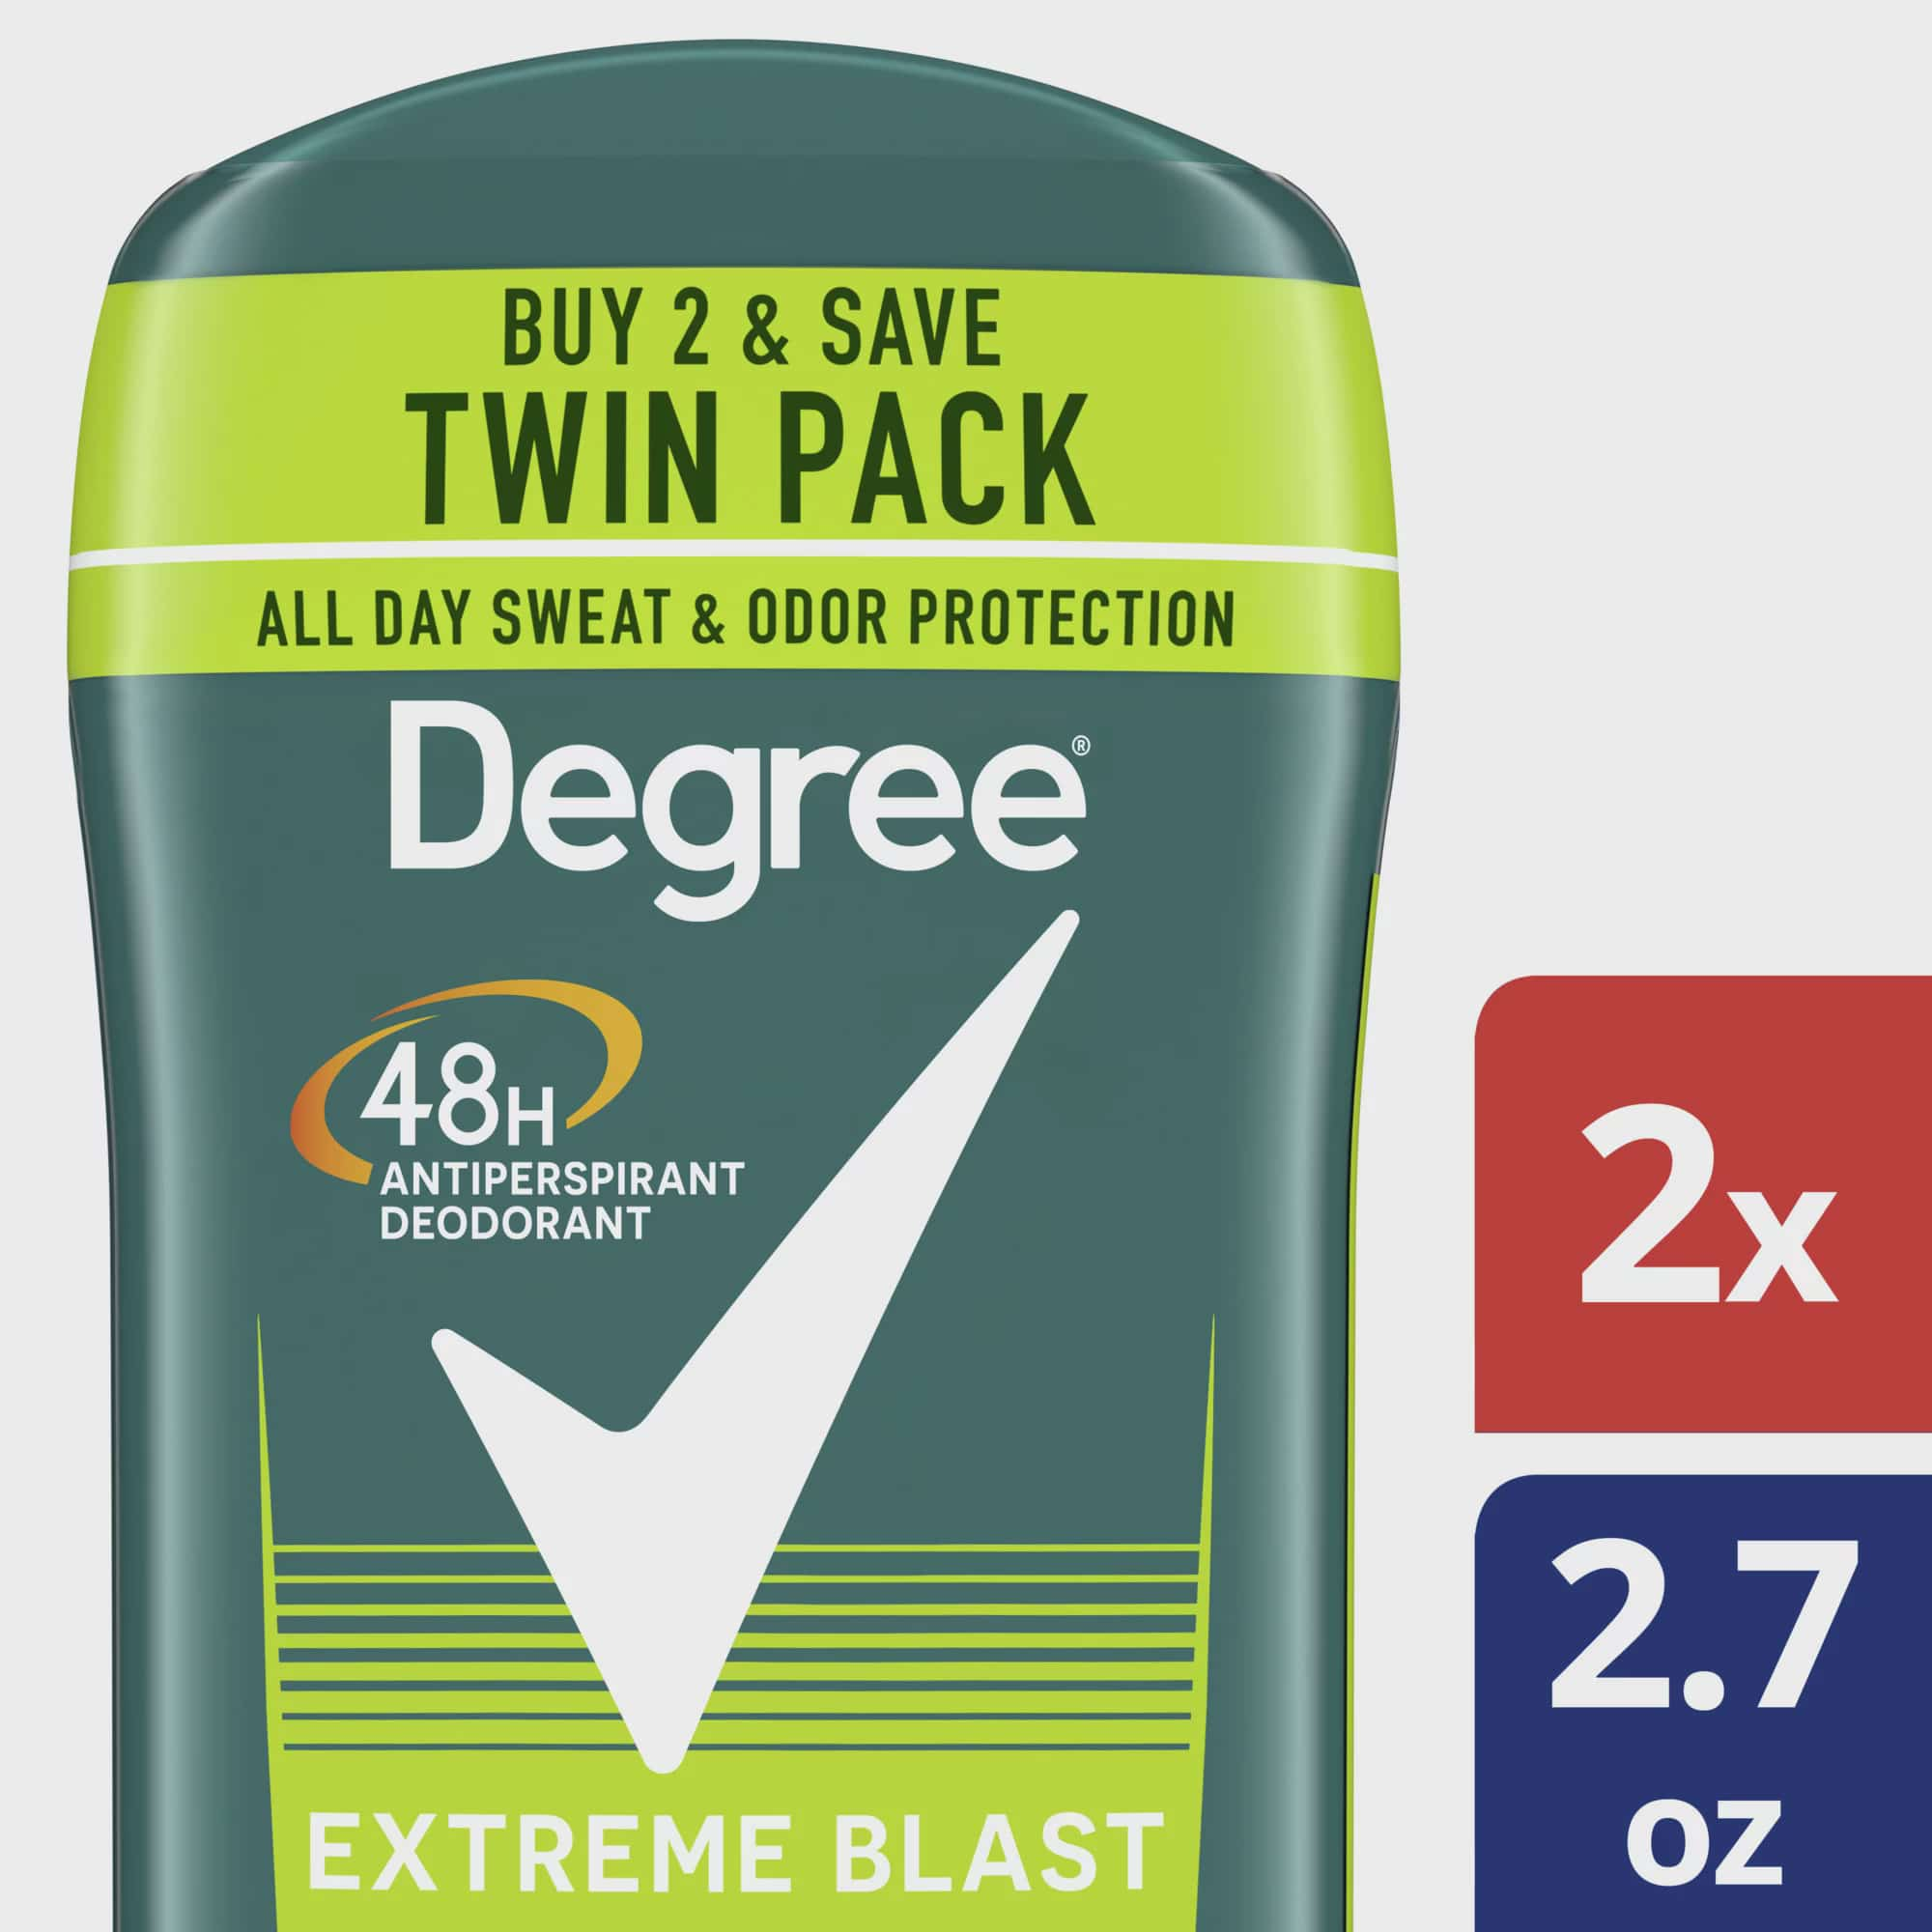 BUY 2 & SAVE
TWIN PACK
ALL DAY SWEAT & ODOR PROTECTION
Degree®
48H
ANTIPERSPIRANT
DEODORANT
EXTREME BLAST
2x
2.7
oz